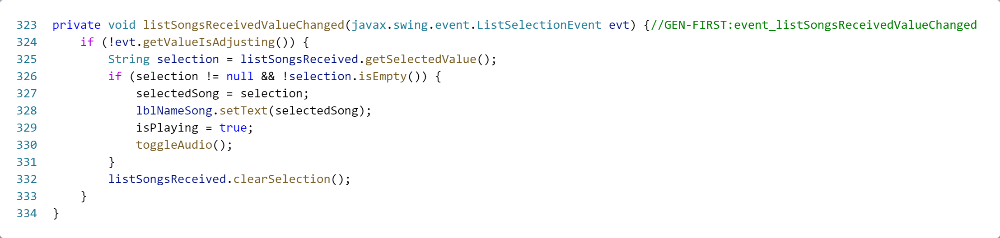 323 private void listSongsReceivedValueChanged(javax.swing.event.ListSelectionEvent evt) {//GEN-FIRST:event_listSongsReceivedValueChanged
324     if (!evt.getValueIsAdjusting()) {
325         String selection = listSongsReceived.getSelectedValue();
326         if (selection != null && !selection.isEmpty()) {
327             selectedSong = selection;
328             lblNameSong.setText(selectedSong);
329             isPlaying = true;
330             toggleAudio();
331         }
332         listSongsReceived.clearSelection();
333     }
334 }